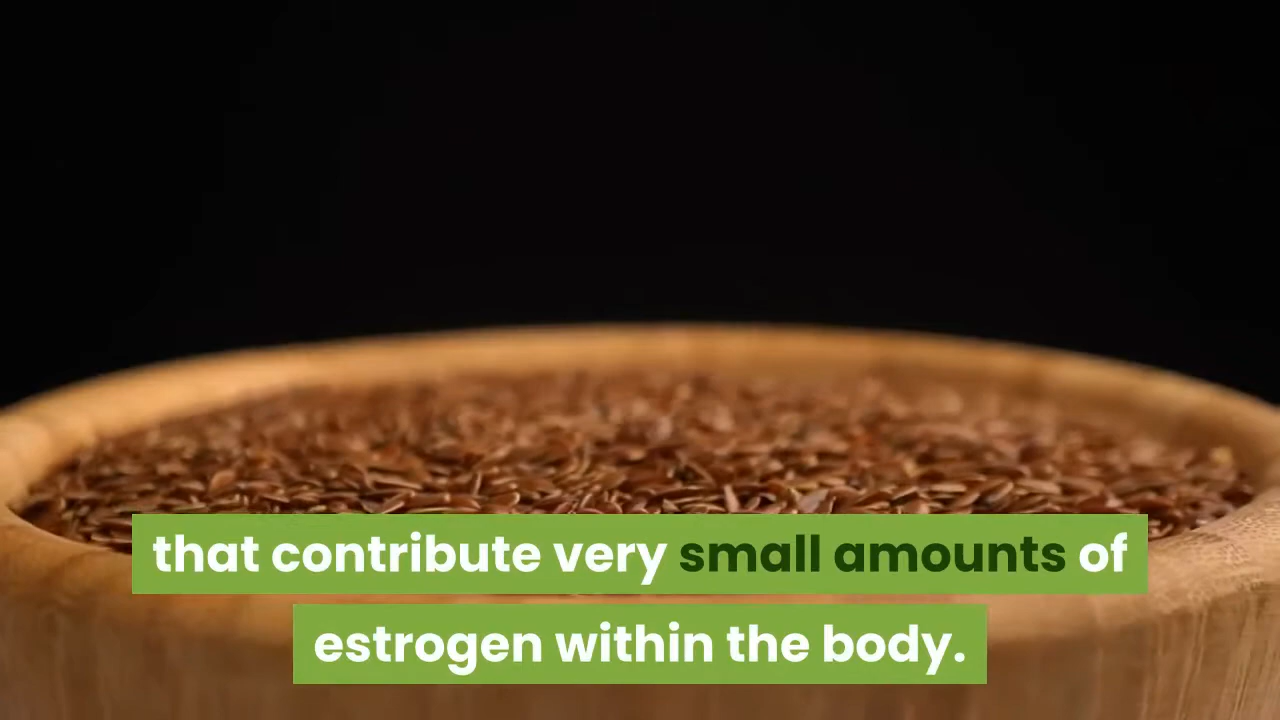 that contribute very small amounts of
estrogen within the body.